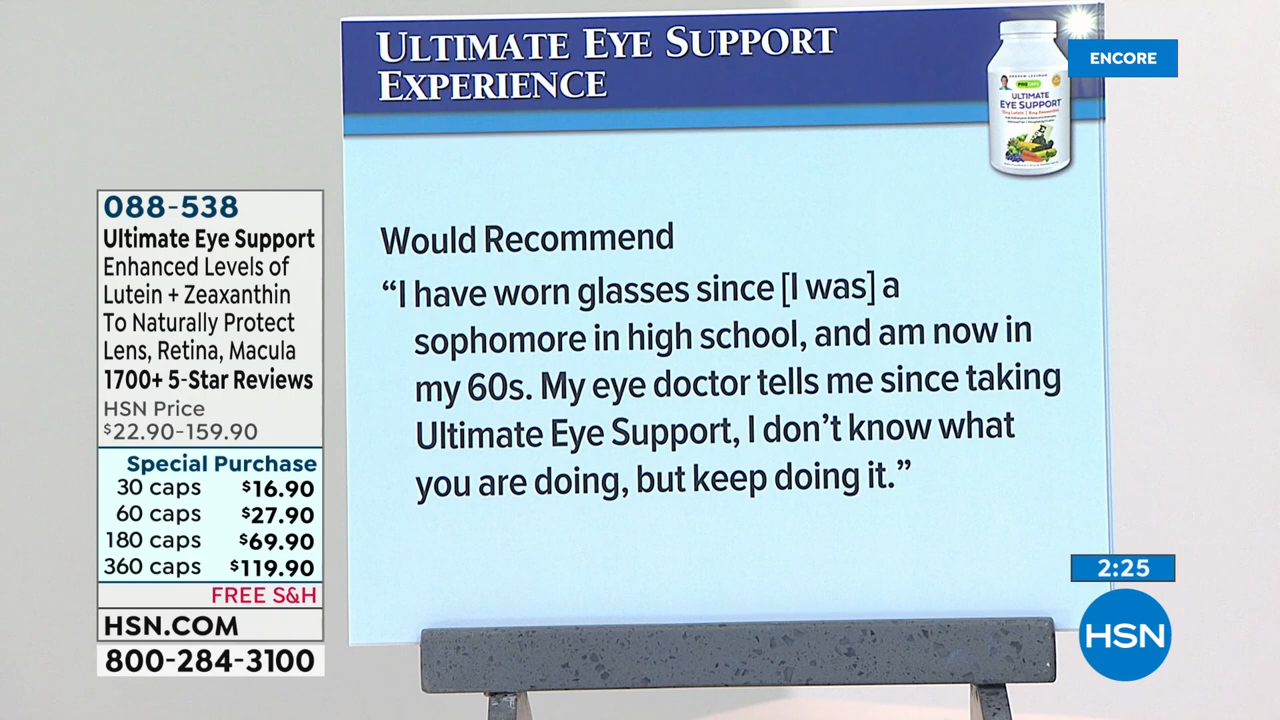 ULTIMATE EYE SUPPORT
EXPERIENCE
ENCORE
ULTIMATE
EYE SUPPORT
Would Recommend
“I have worn glasses since [I was] a
sophomore in high school, and am now in
my 60s. My eye doctor tells me since taking
Ultimate Eye Support, I don’t know what
you are doing, but keep doing it.”
088-538
Ultimate Eye Support
Enhanced Levels of
Lutein + Zeaxanthin
To Naturally Protect
Lens, Retina, Macula
1700+ 5-Star Reviews
HSN Price
$22.90-159.90
Special Purchase
30 caps $16.90
60 caps $27.90
180 caps $69.90
360 caps $119.90
FREE S&H
HSN.COM
800-284-3100
2:25
HSN